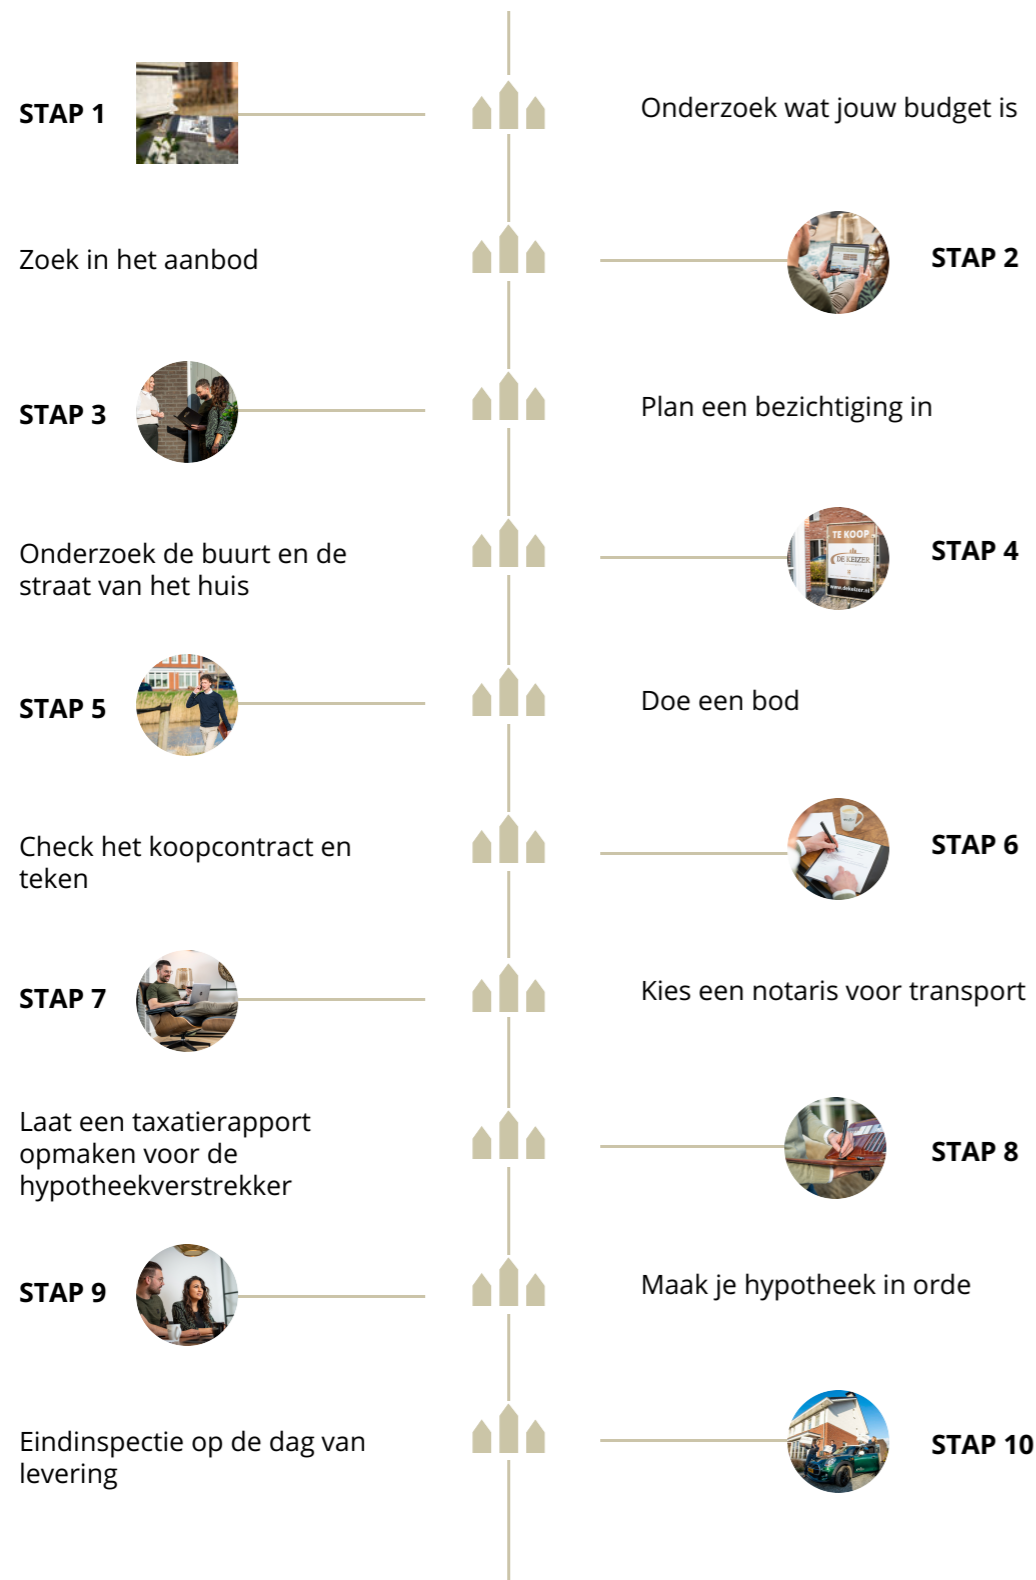 STAP 1
Onderzoek wat jouw budget is
Zoek in het aanbod
STAP 2
STAP 3
Plan een bezichtiging in
Onderzoek de buurt en de
straat van het huis
STAP 4
TE KOOP
DE KEIZER
www.dekeizer.nl
STAP 5
Doe een bod
Check het koopcontract en
teken
STAP 6
STAP 7
Kies een notaris voor transport
Laat een taxatierapport
opmaken voor de
hypotheekverstrekker
STAP 8
STAP 9
Maak je hypotheek in orde
Eindinspectie op de dag van
levering
STAP 10